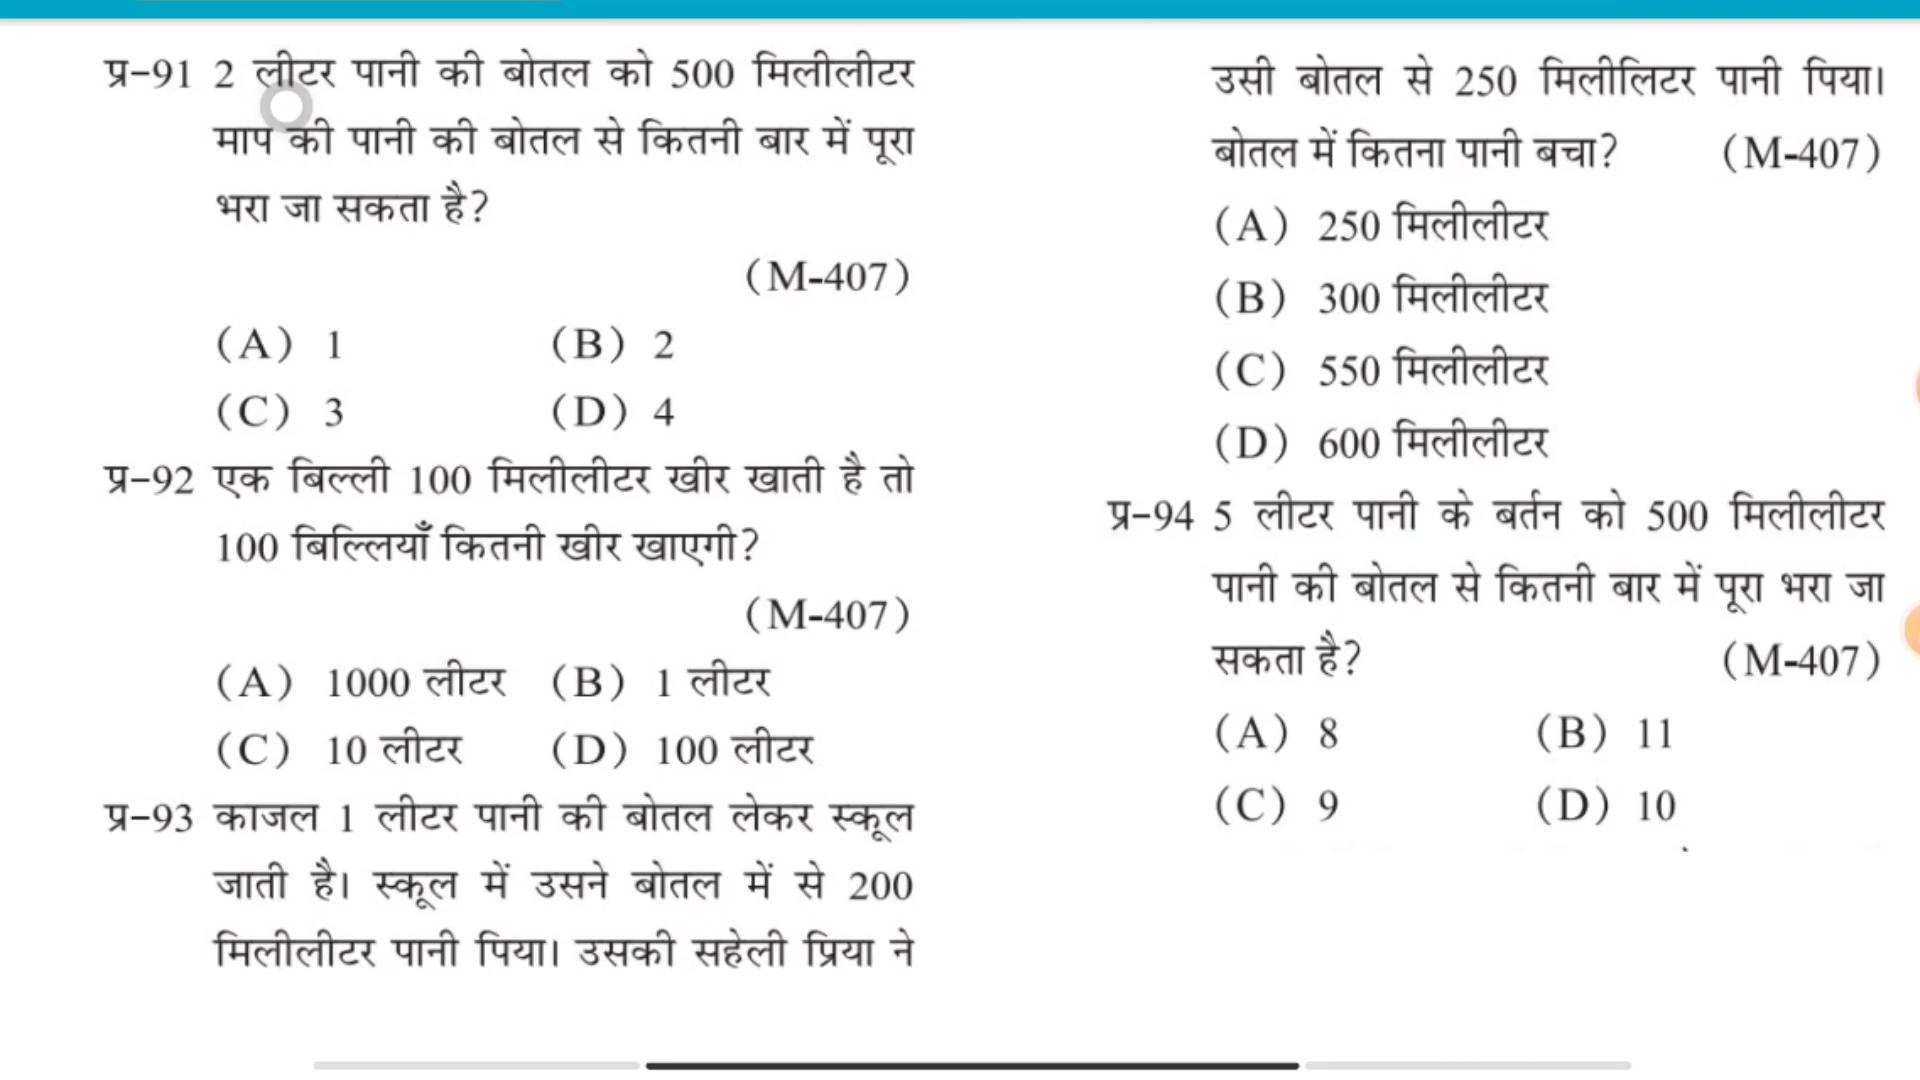 प्र-91 2 लीटर पानी की बोतल को 500 मिलीलीटर
माप की पानी की बोतल से कितनी बार में पूरा
भरा जा सकता है?
(M-407)
(A) 1 (B) 2
(C) 3 (D) 4
प्र-92 एक बिल्ली 100 मिलीलीटर खीर खाती है तो
100 बिल्लियाँ कितनी खीर खाएगी?
(M-407)
(A) 1000 लीटर (B) 1 लीटर
(C) 10 लीटर (D) 100 लीटर
प्र-93 काजल 1 लीटर पानी की बोतल लेकर स्कूल
जाती है। स्कूल में उसने बोतल में से 200
मिलीलीटर पानी पिया। उसकी सहेली प्रिया ने
उसी बोतल से 250 मिलीलिटर पानी पिया।
बोतल में कितना पानी बचा? (M-407)
(A) 250 मिलीलीटर
(B) 300 मिलीलीटर
(C) 550 मिलीलीटर
(D) 600 मिलीलीटर
प्र-94 5 लीटर पानी के बर्तन को 500 मिलीलीटर
पानी की बोतल से कितनी बार में पूरा भरा जा
सकता है? (M-407)
(A) 8 (B) 11
(C) 9 (D) 10